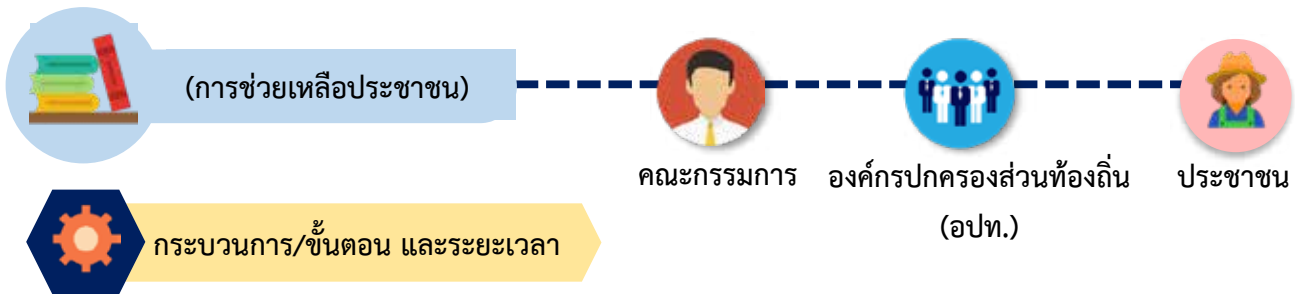 (การช่วยเหลือประชาชน)
คณะกรรมการ
องค์กรปกครองส่วนท้องถิ่น
(อปท.)
ประชาชน
กระบวนการ/ขั้นตอน และระยะเวลา